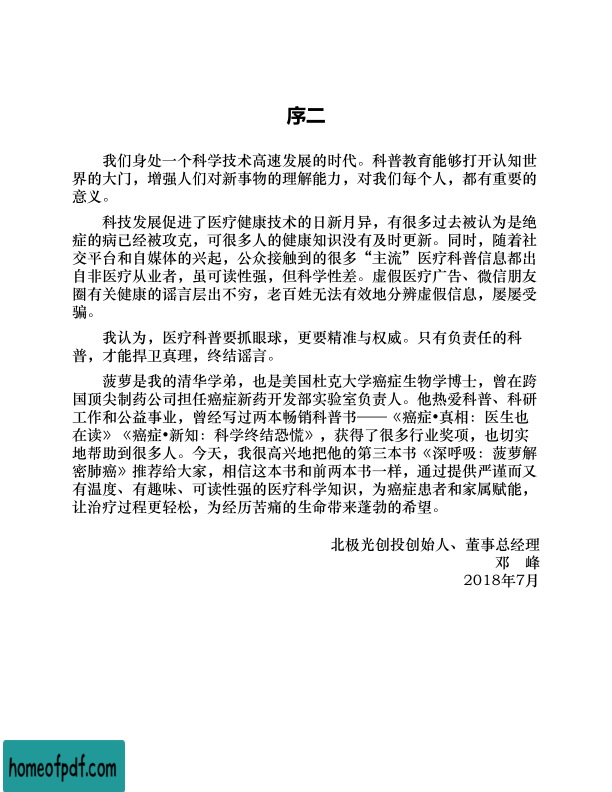 序二
我们身处一个科学技术高速发展的时代。科普教育能够打开认知世
界的大门，增强人们对新事物的理解能力，对我们每个人，都有重要的
意义。
科技发展促进了医疗健康技术的日新月异，有很多过去被认为是绝
症的病已经被攻克，可很多人的健康知识没有及时更新。同时，随着社
交平台和自媒体的兴起，公众接触到的很多“主流”医疗科普信息都出
自非医疗从业者，虽可读性强，但科学性差。虚假医疗广告、微信朋友
圈有关健康的谣言层出不穷，老百姓无法有效地分辨虚假信息，屡屡受
骗。
我认为，医疗科普要抓眼球，更要精准与权威。只有负责任的科
普，才能捍卫真理，终结谣言。
菠萝是我的清华学弟，也是美国杜克大学癌症生物学博士，曾在跨
国顶尖制药公司担任癌症新药开发部实验室负责人。他热爱科普、科研
工作和公益事业，曾经写过两本畅销科普书——《癌症•真相：医生也
在读》《癌症•新知：科学终结恐慌》，获得了很多行业奖项，也切实
地帮助到很多人。今天，我很高兴地把他的第三本书《深呼吸：菠萝解
密肺癌》推荐给大家，相信这本书和前两本书一样，通过提供严谨而又
有温度、有趣味、可读性强的医疗科学知识，为癌症患者和家属赋能，
让治疗过程更轻松，为经历苦痛的生命带来蓬勃的希望。
北极光创投创始人、董事总经理
邓　峰
2018年7月
homeofpdf.com